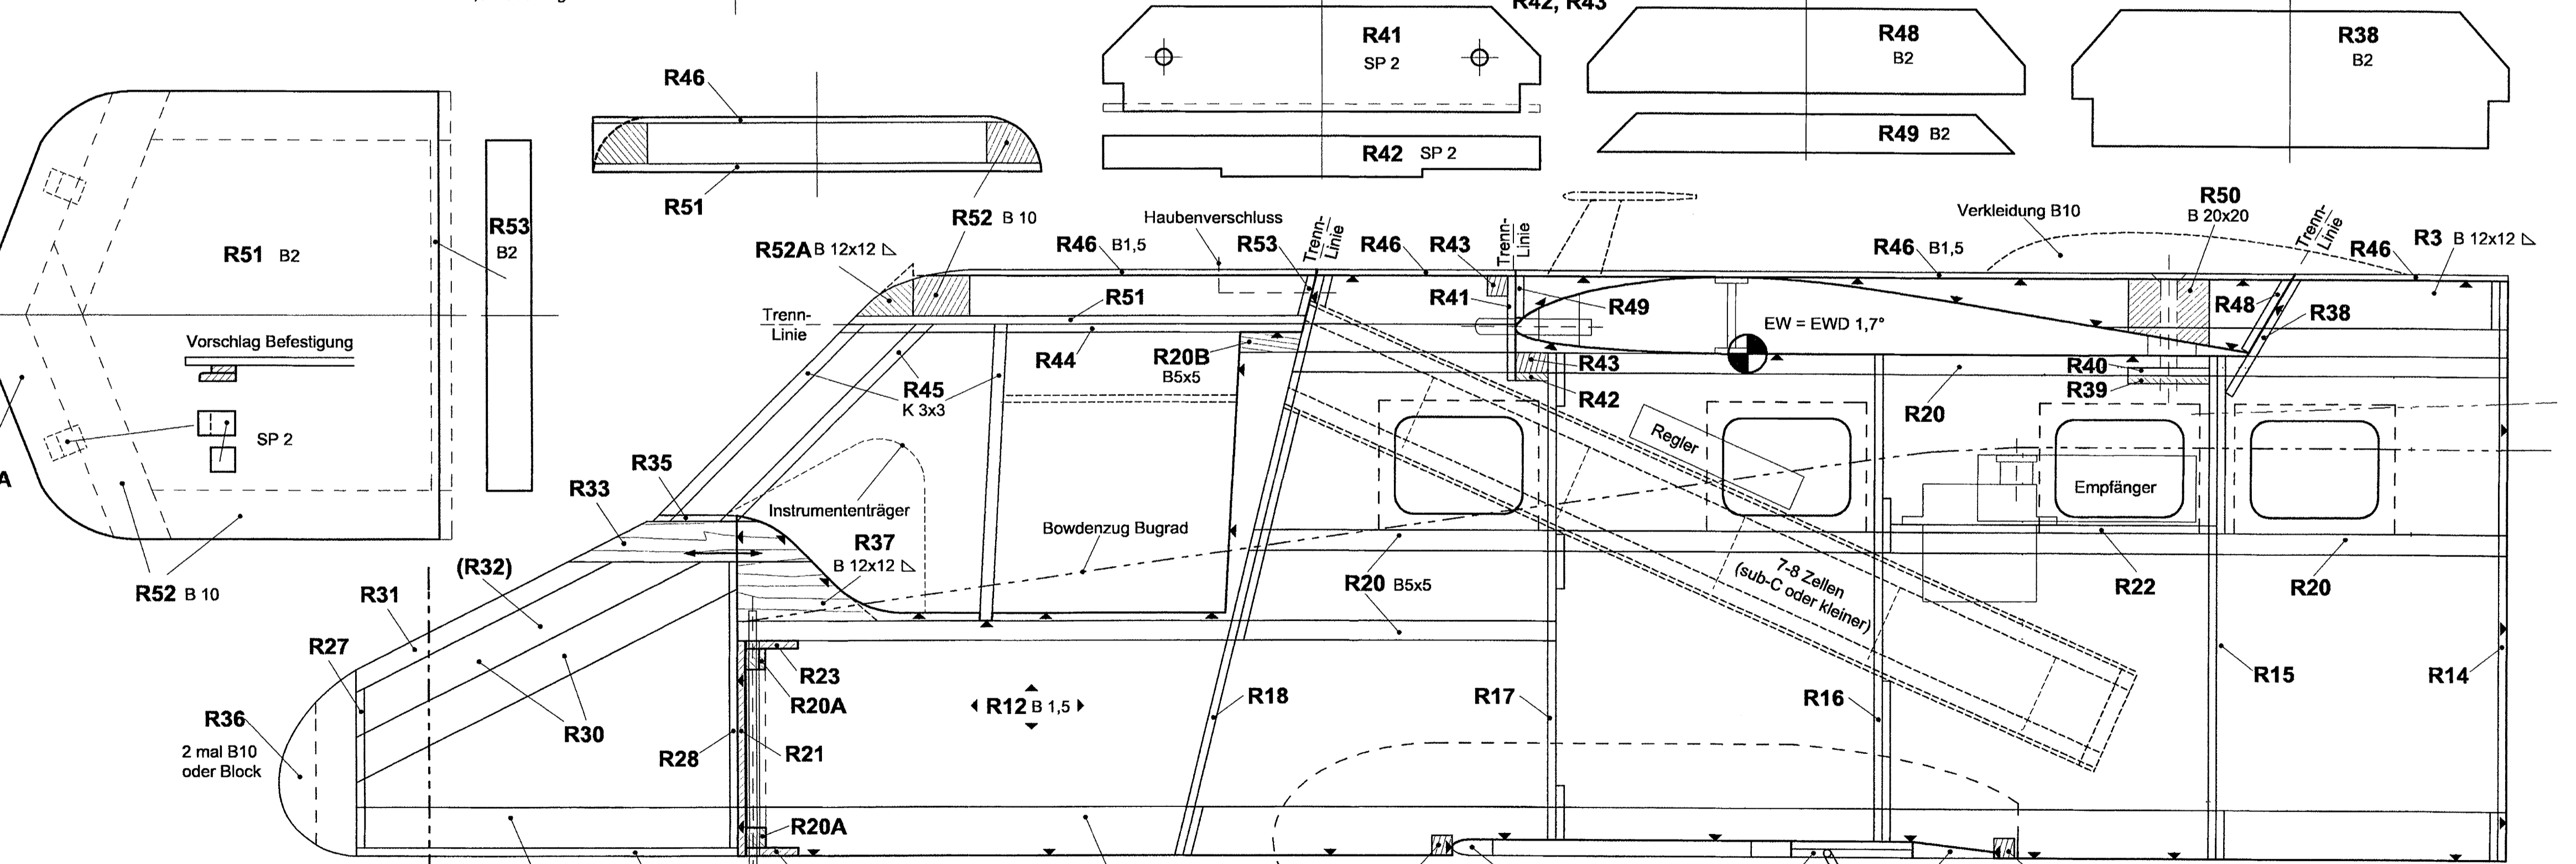 R42, R43
R41
SP 2
R48
B2
R38
B2
R46
R49 B2
R42 SP 2
R51
R53
B2
R51 B2
R52 B 10
Haubenverschluss
R52A B 12x12
R46 B1,5
R53
Trenn-
Linie
R46
R43
Trenn-
Linie
Verkleidung B10
R50
B 20x20
R46 B1,5
Trenn-
Linie
R46
R3 B 12x12
R51
R41
R49
R48
R38
Trenn-
Linie
EW = EWD 1,7°
Vorschlag Befestigung
R44
R20B
B5x5
R43
R40
R39
R45
K 3x3
R42
R20
SP 2
Regler
R35
R33
A
Empfänger
Instrumententräger
Bowdenzug Bugrad
R37
B 12x12
(R32)
7-8 Zellen
(sub-C oder kleiner)
R52 B 10
R31
R20 B5x5
R22
R20
R27
R23
R15
R14
R20A
R12 B 1,5
R18
R17
R16
R36
2 mal B10
oder Block
R30
R28
R21
R20A